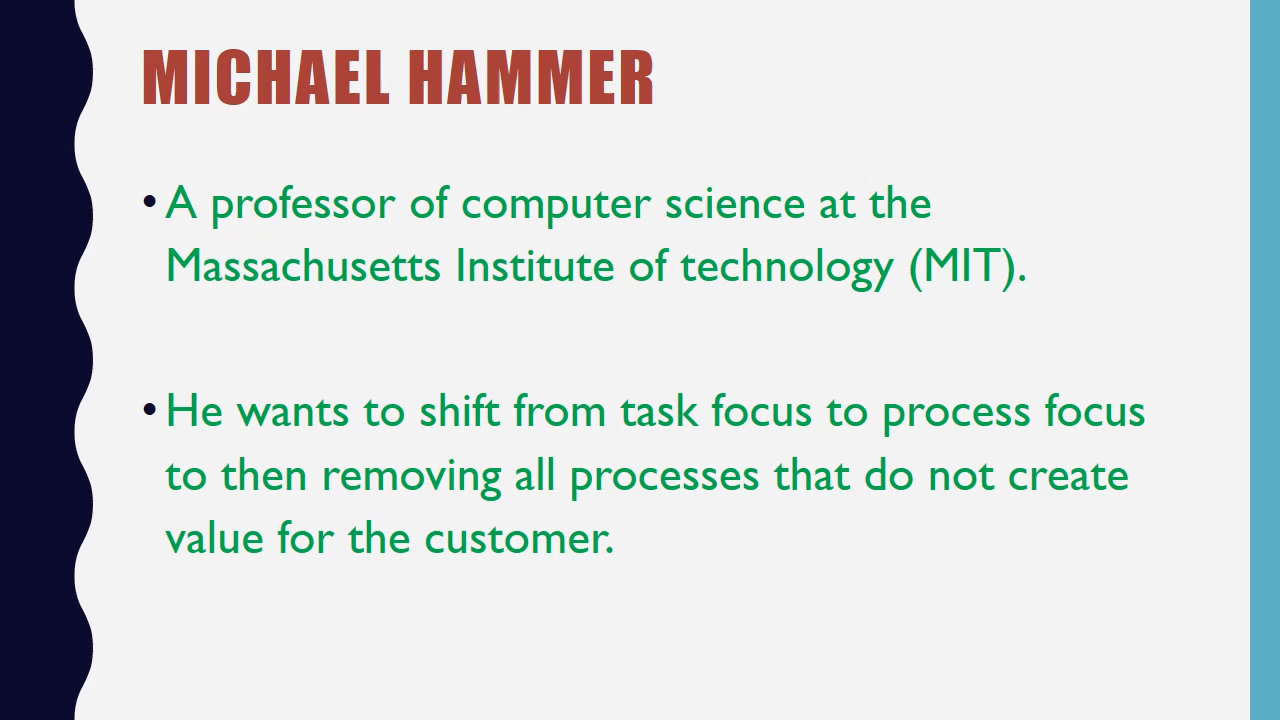 MICHAEL HAMMER
• A professor of computer science at the
Massachusetts Institute of technology (MIT).
• He wants to shift from task focus to process focus
to then removing all processes that do not create
value for the customer.